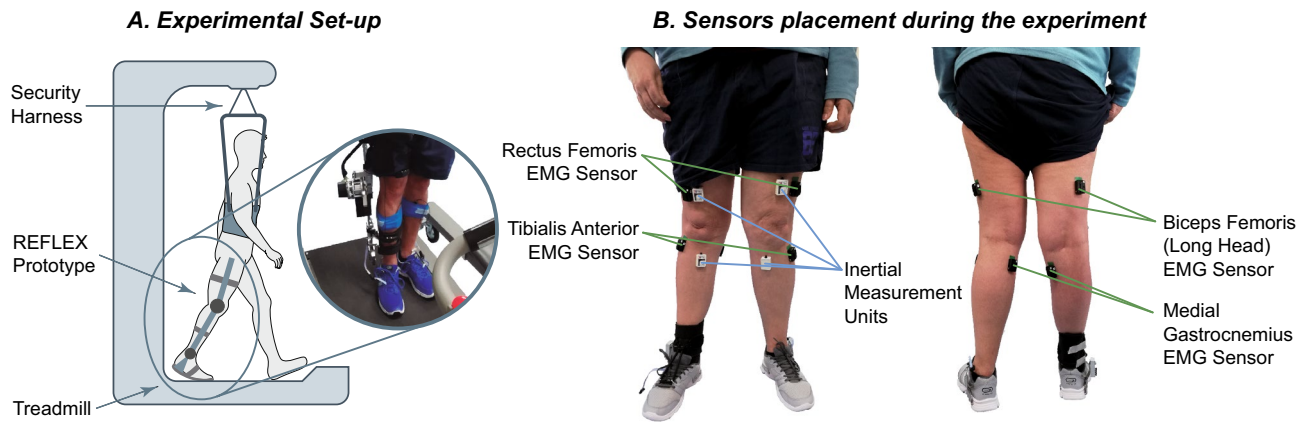 A. Experimental Set-up
Security
Harness
REFLEX
Prototype
Treadmill
B. Sensors placement during the experiment
Rectus Femoris
EMG Sensor
Tibialis Anterior
EMG Sensor
Inertial
Measurement
Units
Biceps Femoris
(Long Head)
EMG Sensor
Medial
Gastrocnemius
EMG Sensor